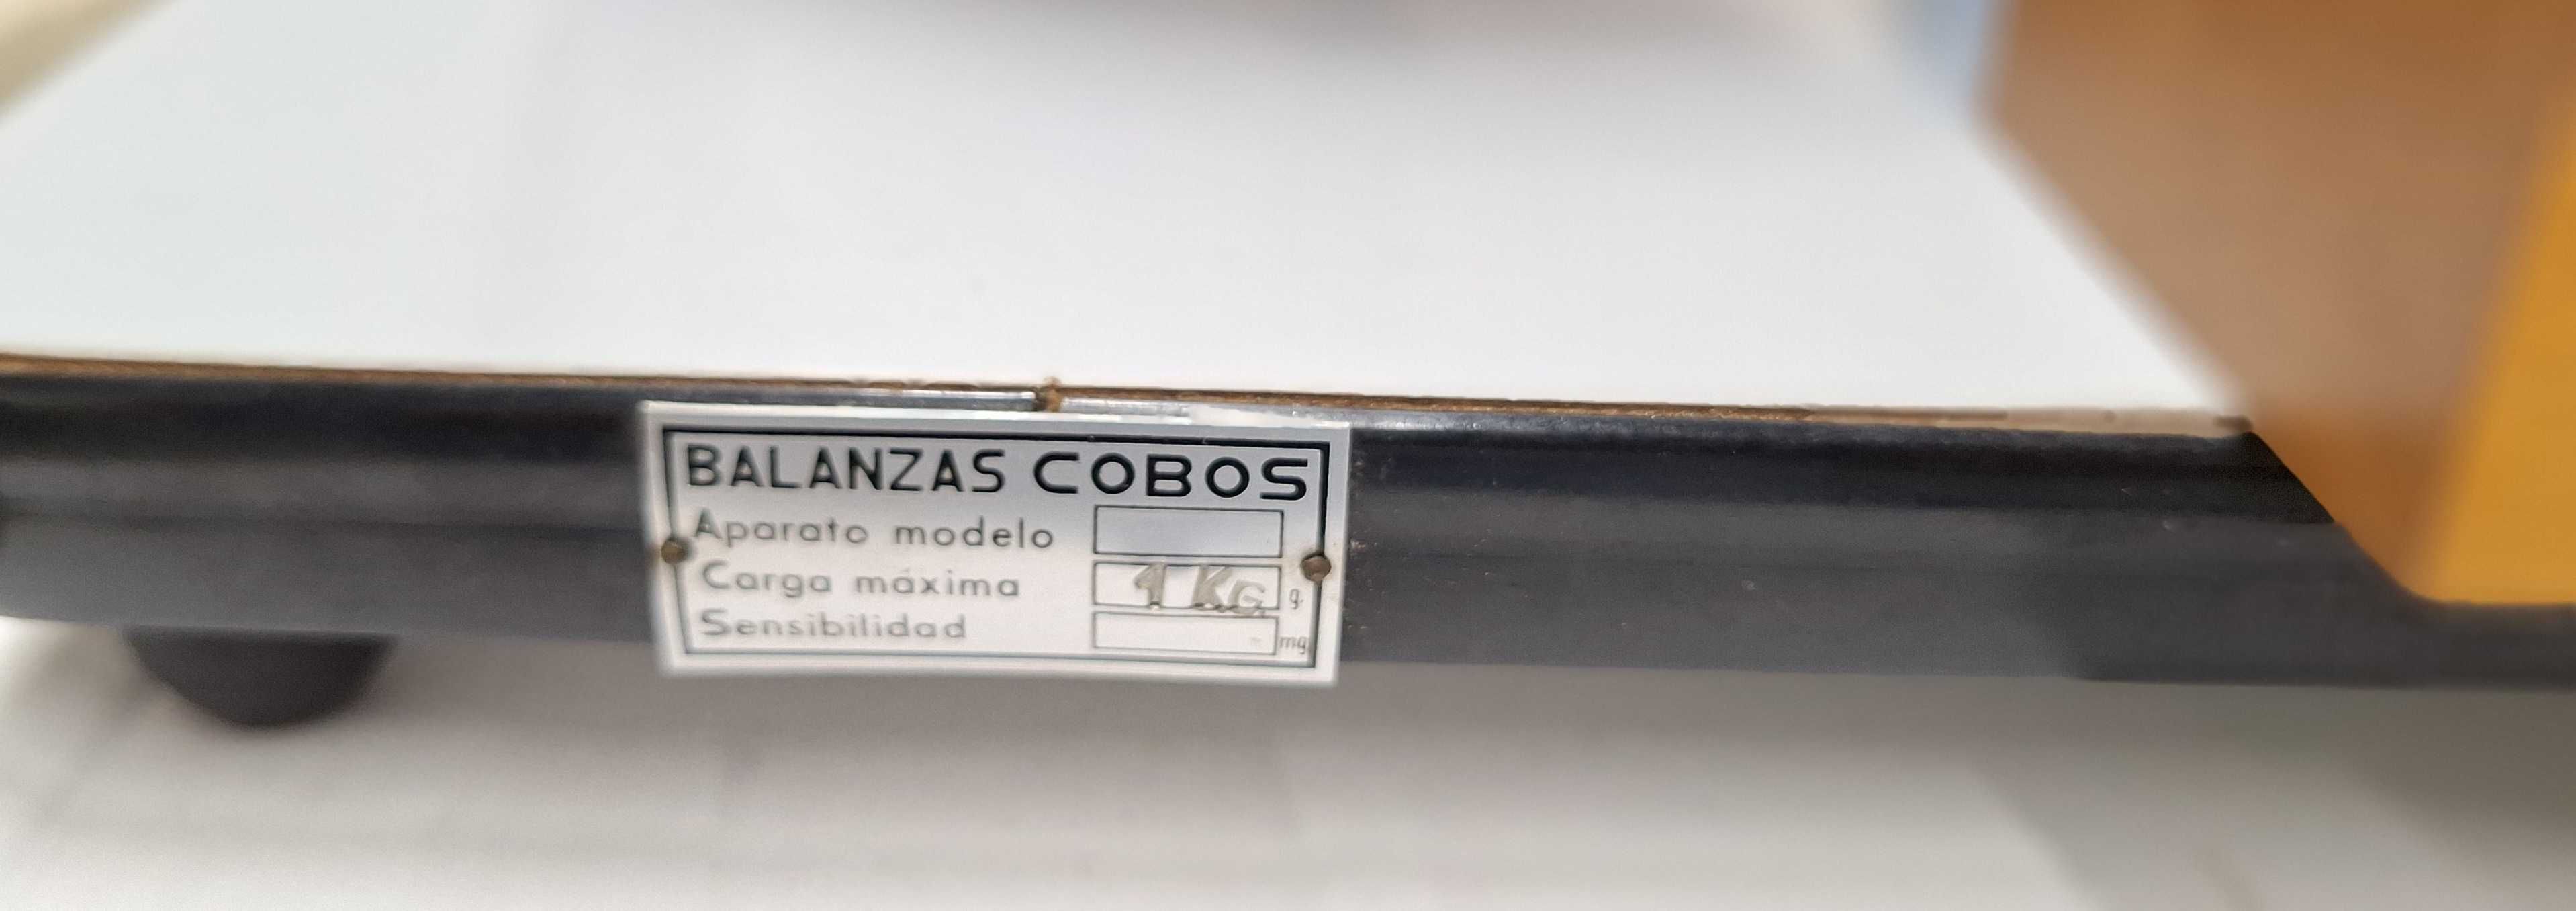 BALANZAS COBOS
Aparato modelo
Carga máxima 1 KG. g.
Sensibilidad mg